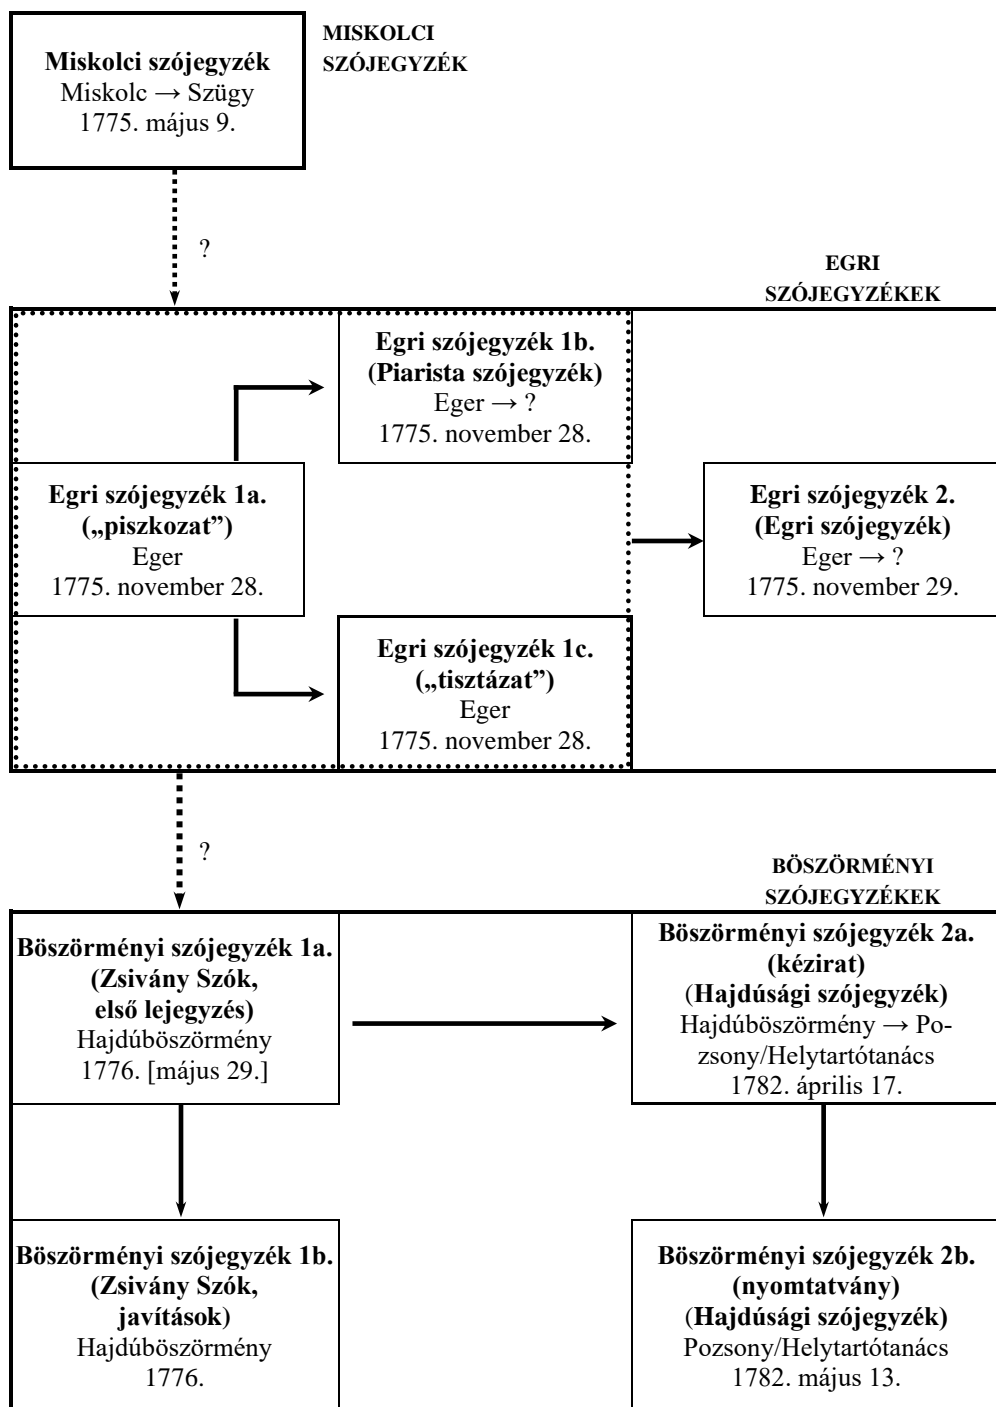 Miskolci szójegyzék
Miskolc → Szügy
1775. május 9.
MISKOLCI
SZÓJEGYZÉK
?
EGRI
SZÓJEGYZÉKEK
Egri szójegyzék 1b.
(Piarista szójegyzék)
Eger → ?
1775. november 28.
Egri szójegyzék 1a.
(„piszkozat”)
Eger
1775. november 28.
Egri szójegyzék 2.
(Egri szójegyzék)
Eger → ?
1775. november 29.
Egri szójegyzék 1c.
(„tisztázat”)
Eger
1775. november 28.
?
BÖSZÖRMÉNYI
SZÓJEGYZÉKEK
Böszörményi szójegyzék 1a.
(Zsivány Szók,
első lejegyzés)
Hajdúböszörmény
1776. [május 29.]
Böszörményi szójegyzék 2a.
(kézirat)
(Hajdúsági szójegyzék)
Hajdúböszörmény → Po-
zsony/Helytartótanács
1782. április 17.
Böszörményi szójegyzék 1b.
(Zsivány Szók,
javítások)
Hajdúböszörmény
1776.
Böszörményi szójegyzék 2b.
(nyomtatvány)
(Hajdúsági szójegyzék)
Pozsony/Helytartótanács
1782. május 13.